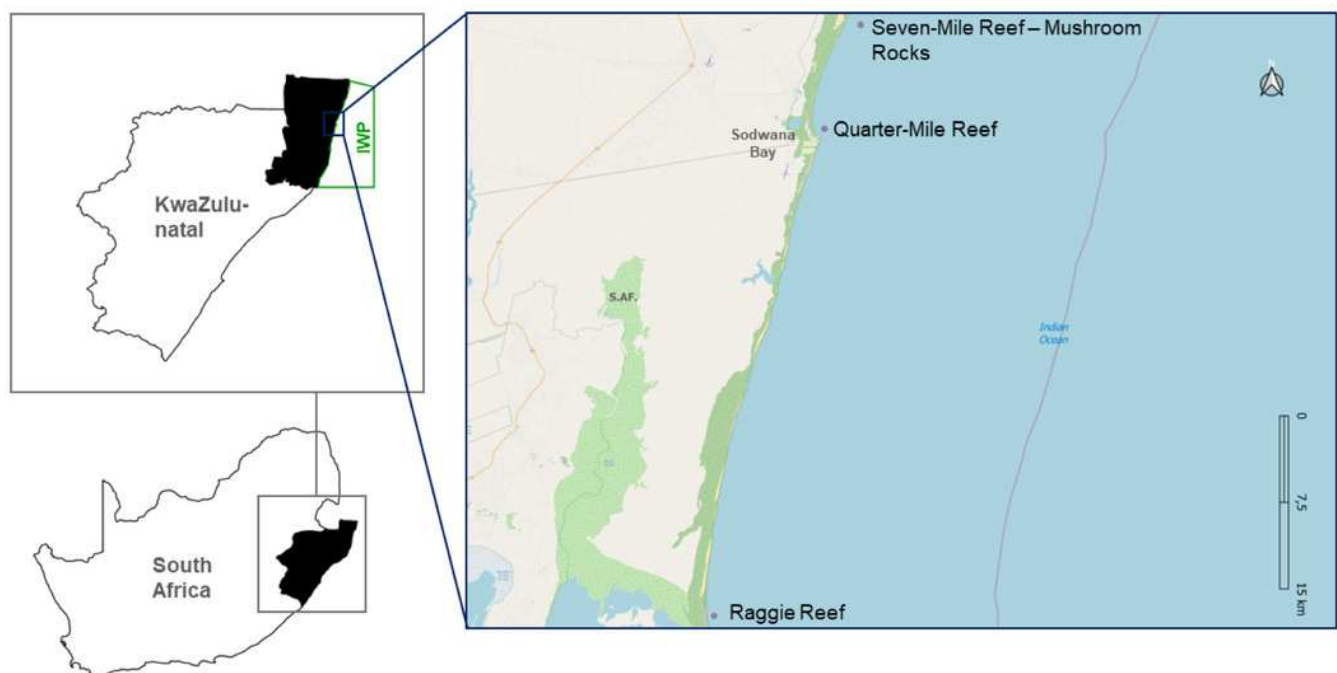 IWP
KwaZulu-
natal
South
Africa
Seven-Mile Reef – Mushroom
Rocks
N
Quarter-Mile Reef
Sodwana
Bay
S.AF.
Indian
Ocean
0
7,5
15 km
Raggie Reef